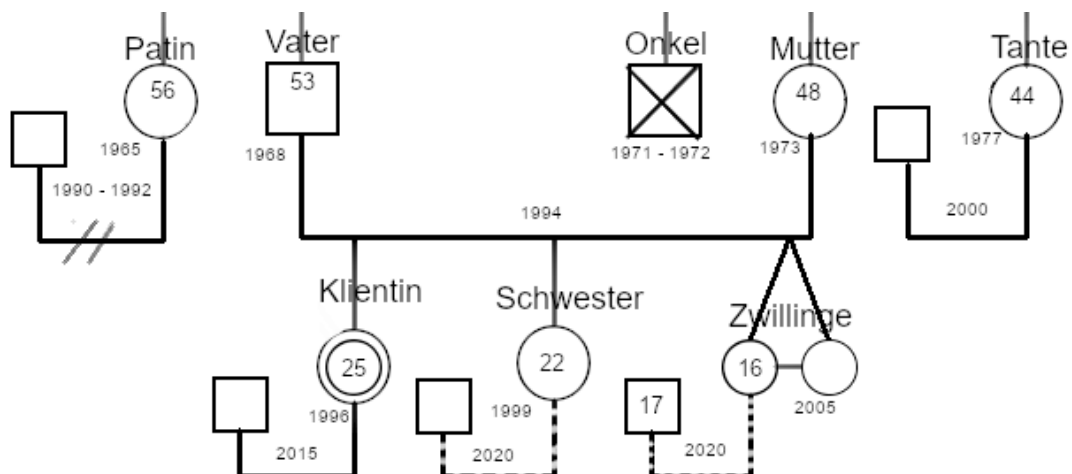 Patin
Vater
Onkel
Mutter
Tante
56
53
48
44
1965
1968
1971 - 1972
1973
1977
1990 - 1992
1994
2000
Klientin
Schwester
Zwillinge
25
22
16
17
1996
1999
2005
2015
2020
2020